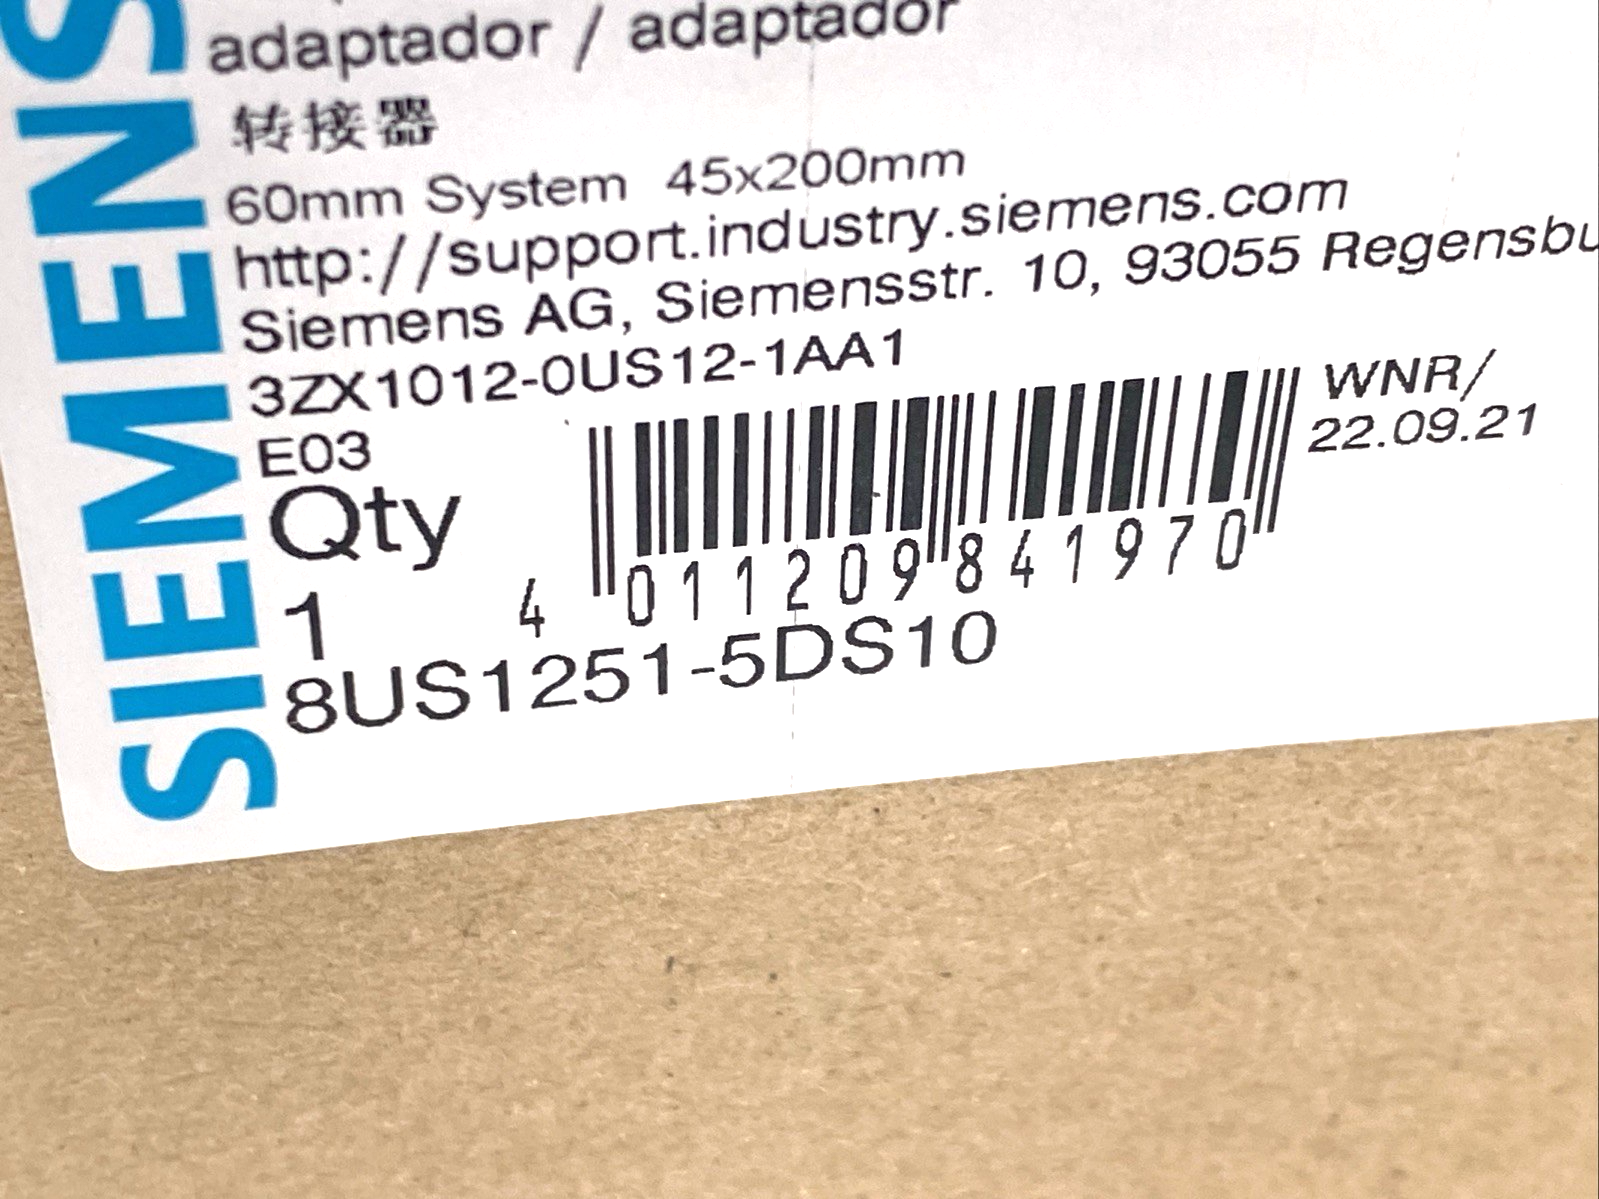 SIEMENS
adaptador / adaptador
转接器
60mm System 45x200mm
http://support.industry.siemens.com
Siemens AG, Siemensstr. 10, 93055 Regensbu
3ZX1012-0US12-1AA1
E03
WNR/
22.09.21
Qty
1
4 011209 841970
8US1251-5DS10